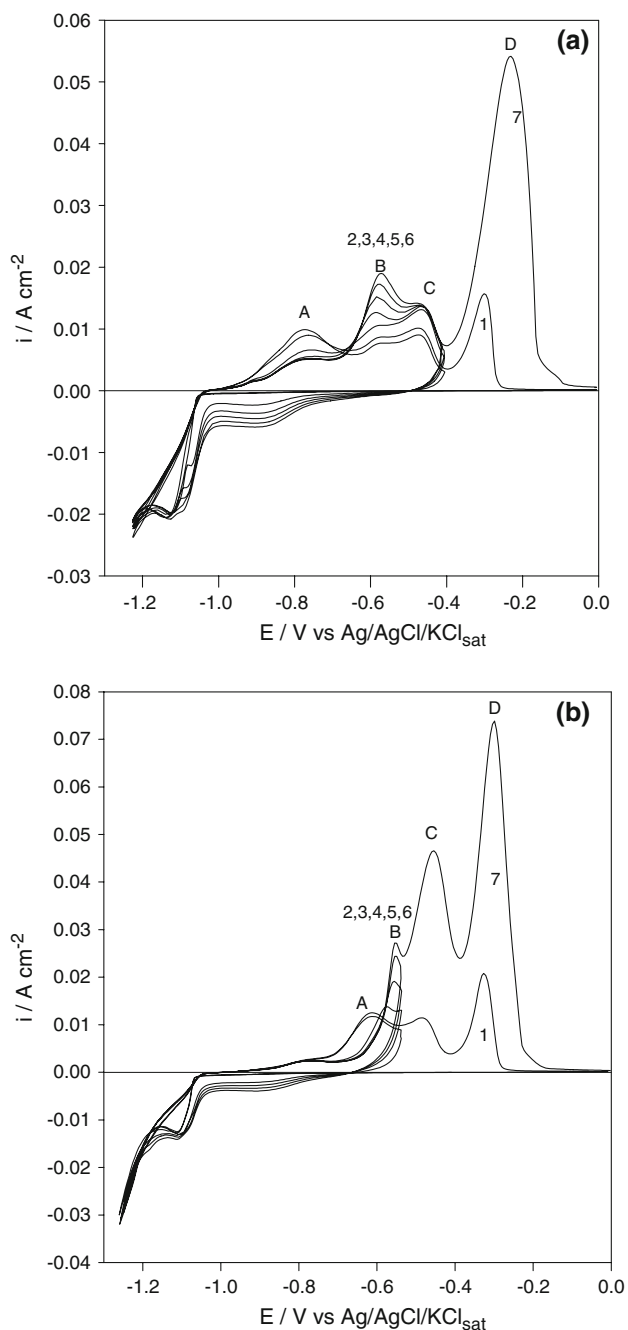 (a)
0.06
0.05
0.04
0.03
0.02
0.01
0.00
-0.01
-0.02
-0.03
i / A cm-2
D
7
2,3,4,5,6
B
C
A
1
-1.2 -1.0 -0.8 -0.6 -0.4 -0.2 0.0
E / V vs Ag/AgCl/KClsat
(b)
0.08
0.07
0.06
0.05
0.04
0.03
0.02
0.01
0.00
-0.01
-0.02
-0.03
-0.04
i / A cm-2
D
C
7
2,3,4,5,6
B
A
1
-1.2 -1.0 -0.8 -0.6 -0.4 -0.2 0.0
E / V vs Ag/AgCl/KClsat